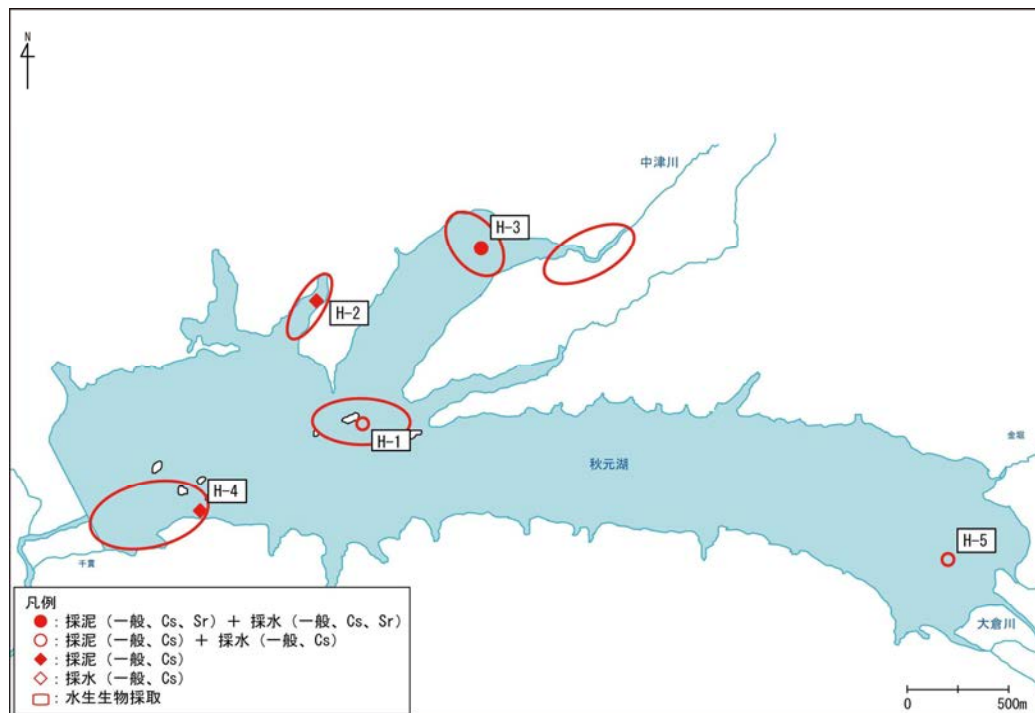 N
中津川
H-3
H-2
H-1
秋元湖
金堀
H-4
H-5
千貫
大倉川
凡例
●：採泥（一般、Cs、Sr）＋ 採水（一般、Cs、Sr）
○：採泥（一般、Cs）＋ 採水（一般、Cs）
◆：採泥（一般、Cs）
◇：採水（一般、Cs）
▢：水生生物採取
0 500m